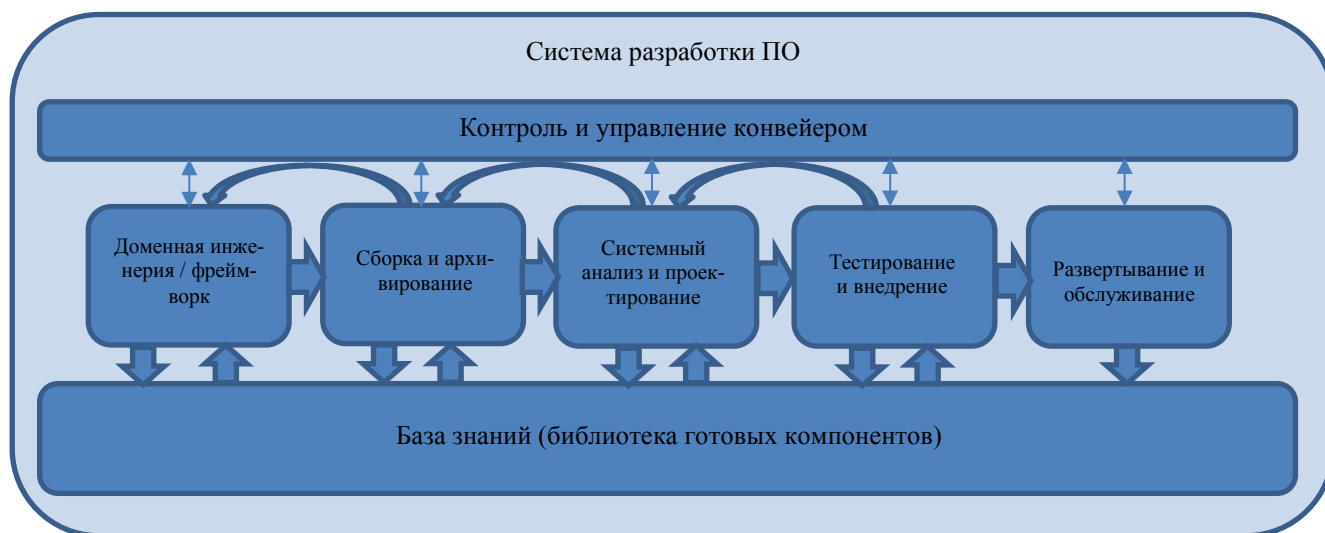 Система разработки ПО
Контроль и управление конвейером
Доменная инже-
нерия / фрейм-
ворк
Сборка и архи-
вирование
Системный
анализ и проек-
тирование
Тестирование
и внедрение
Развертывание и
обслуживание
База знаний (библиотека готовых компонентов)